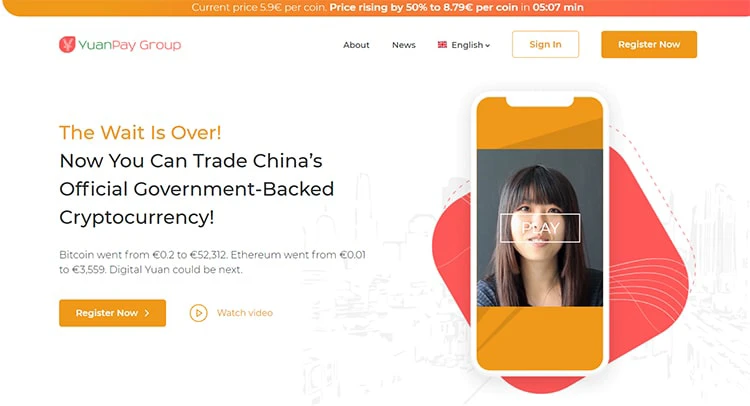 Current price 5.9€ per coin. Price rising by 50% to 8.79€ per coin in 05:07 min
YuanPay Group
About
News
English
Sign In
Register Now
The Wait Is Over!
Now You Can Trade China's
Official Government-Backed
Cryptocurrency!
Bitcoin went from €0.2 to €52,312. Ethereum went from €0.01
to €3,559. Digital Yuan could be next.
Register Now
Watch video
PLAY